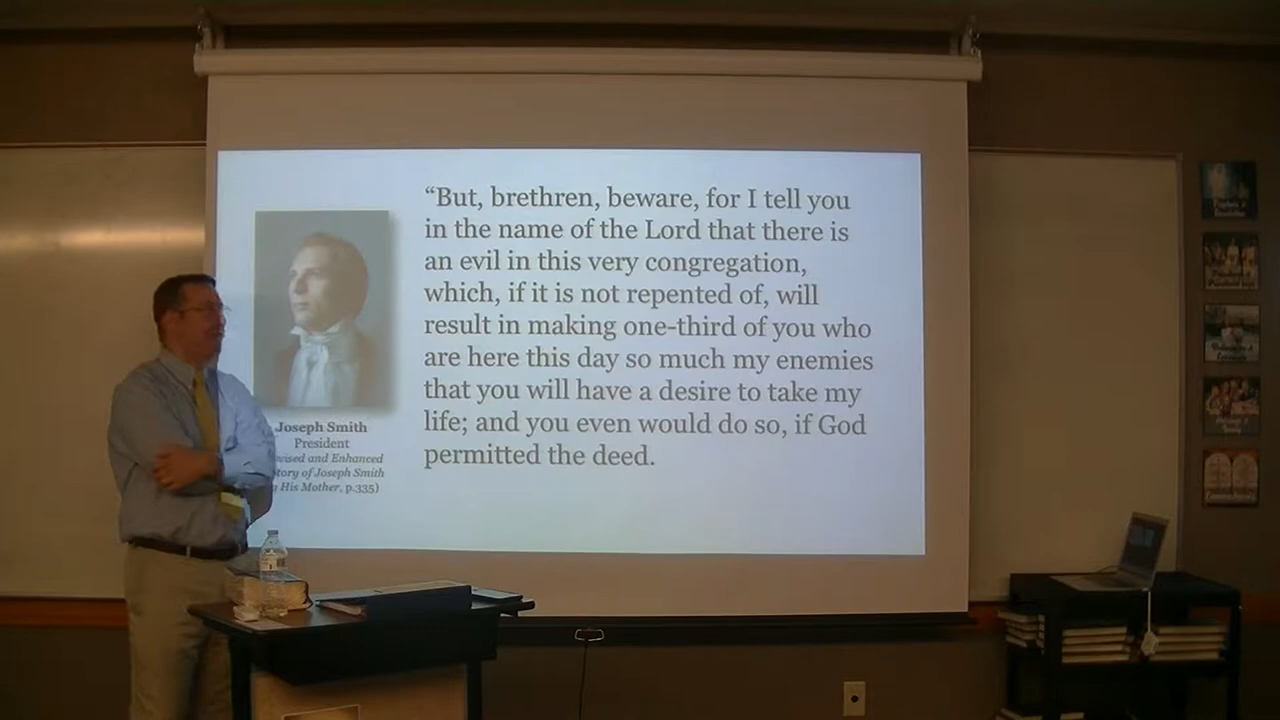 “But, brethren, beware, for I tell you
in the name of the Lord that there is
an evil in this very congregation,
which, if it is not repented of, will
result in making one-third of you who
are here this day so much my enemies
that you will have a desire to take my
life; and you even would do so, if God
permitted the deed.
Joseph Smith
President
vised and Enhanced
tory of Joseph Smith
His Mother, p.335)